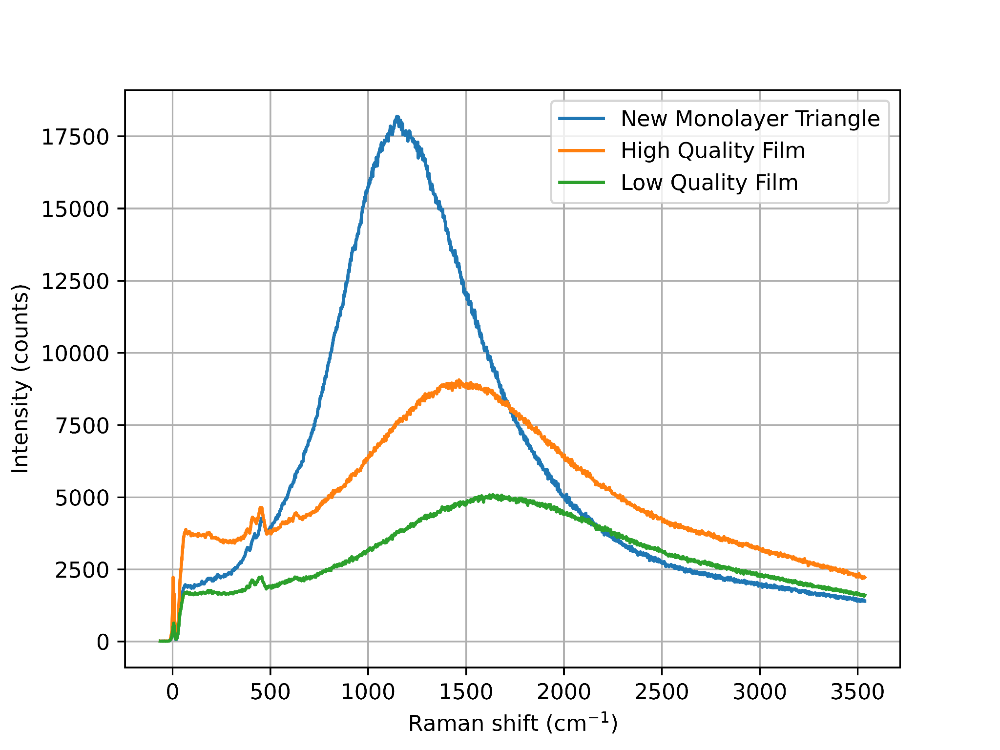 New Monolayer Triangle
High Quality Film
Low Quality Film
17500
15000
12500
10000
7500
5000
2500
0
Intensity (counts)
0 500 1000 1500 2000 2500 3000 3500
Raman shift (cm⁻¹)